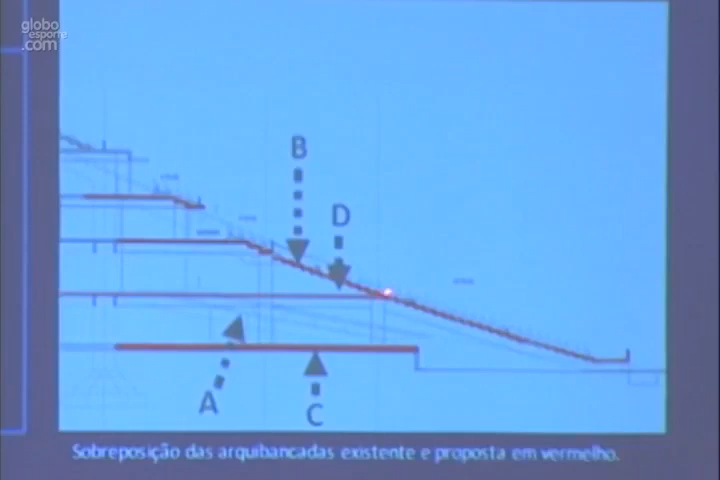 globo
esporte
.com
B
D
A
C
Sobreposição das arquibancadas existente e proposta em vermelho.